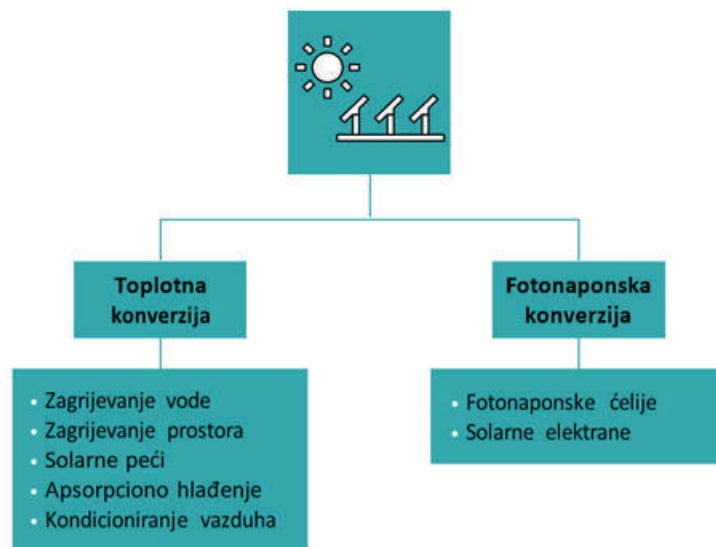 Toplotna
konverzija
• Zagrijevanje vode
• Zagrijevanje prostora
• Solarne peći
• Apsorpciono hlađenje
• Kondicioniranje vazduha
Fotonaponska
konverzija
• Fotonaponske ćelije
• Solarne elektrane